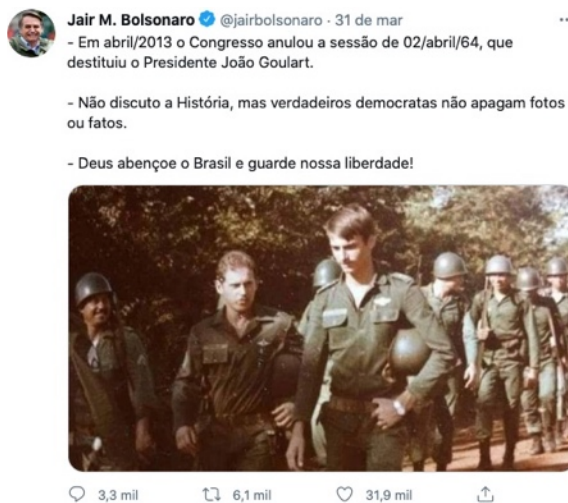 Jair M. Bolsonaro @jairbolsonaro · 31 de mar
- Em abril/2013 o Congresso anulou a sessão de 02/abril/64, que
destituiu o Presidente João Goulart.
- Não discuto a História, mas verdadeiros democratas não apagam fotos
ou fatos.
- Deus abençoe o Brasil e guarde nossa liberdade!
3,3 mil 6,1 mil 31,9 mil